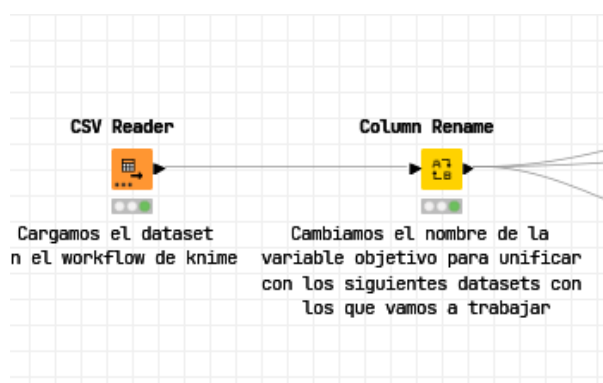 CSV Reader
Column Rename
Cargamos el dataset
n el workflow de knime
Cambiamos el nombre de la
variable objetivo para unificar
con los siguientes datasets con
los que vamos a trabajar